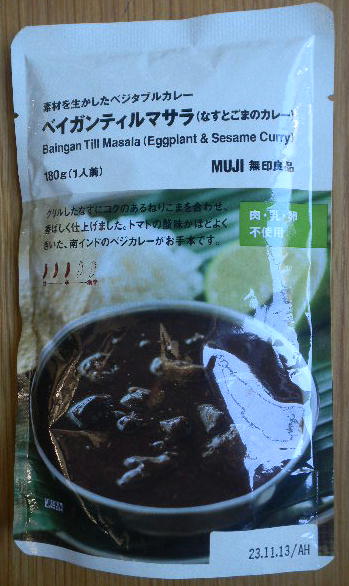 素材を生かしたベジタブルカレー
ベイガンティルマサラ(なすとごまのカレー)
Baingan Till Masala (Eggplant & Sesame Curry)
180g(1人前)
MUJI 無印良品
グリルしたなすにコクのあるねりごまを合わせ、
香ばしく仕上げました。トマトの酸味がほどよく
きいた、南インドのベジカレーがお手本です。
肉・乳・卵
不使用
23.11.13/AH